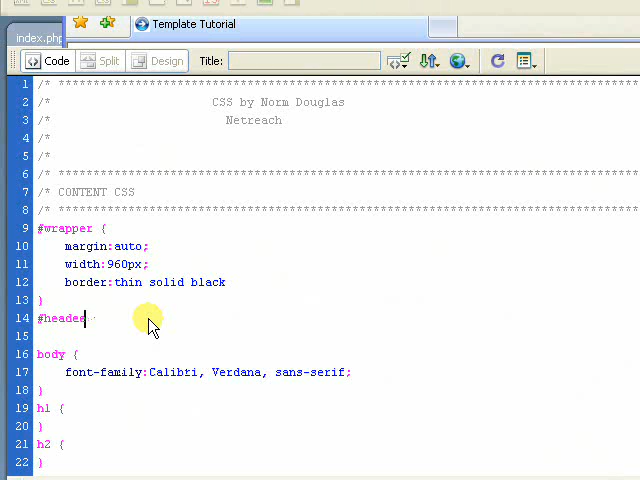 Template Tutorial
index.php
Code Split Design Title:
1 /* ****************************************************************************************
2 /* CSS by Norm Douglas
3 /* Netreach
4 /*
5 /*
6 /* ****************************************************************************************
7 /* CONTENT CSS
8 /* ****************************************************************************************
9 #wrapper {
10 margin:auto;
11 width:960px;
12 border:thin solid black
13 }
14 #headee
15
16 body {
17 font-family:Calibri, Verdana, sans-serif;
18 }
19 h1 {
20 }
21 h2 {
22 }